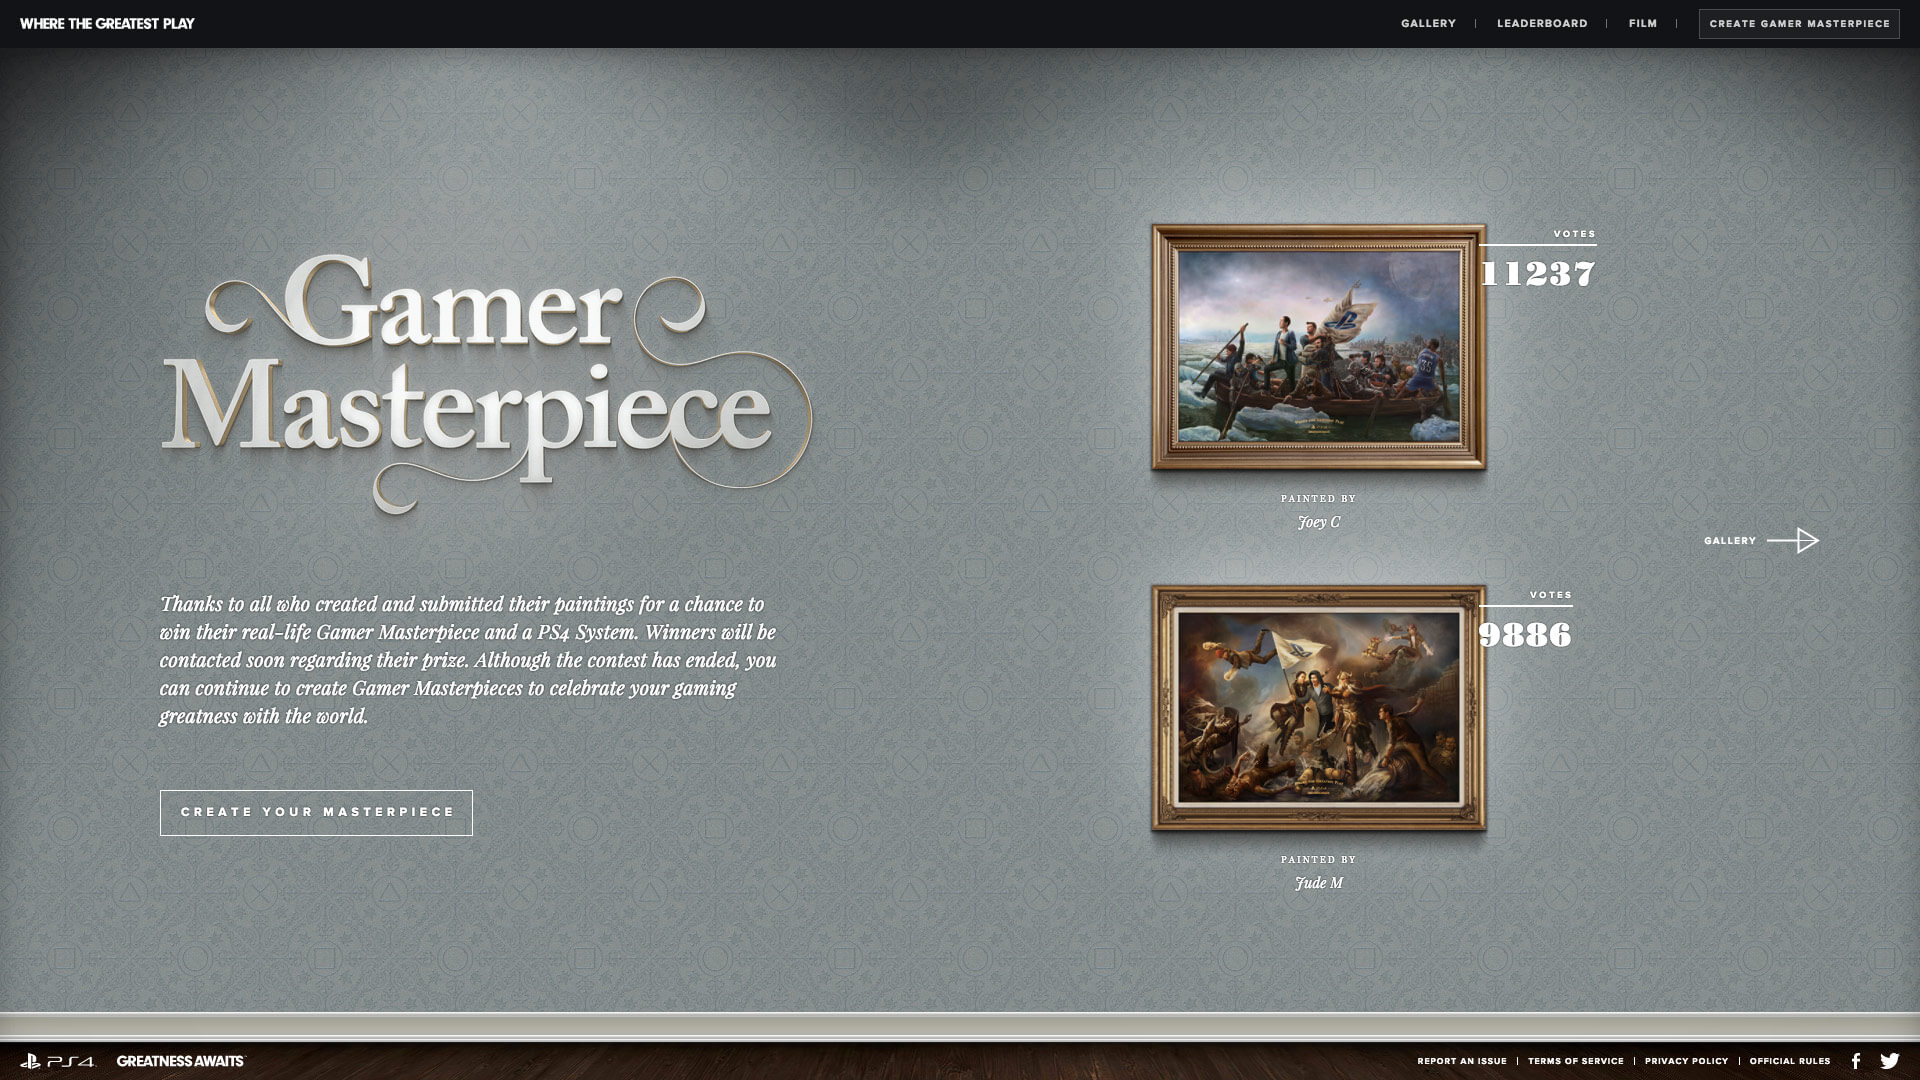 WHERE THE GREATEST PLAY
GALLERY
LEADERBOARD
FILM
CREATE GAMER MASTERPIECE
Gamer
Masterpiece
Thanks to all who created and submitted their paintings for a chance to
win their real-life Gamer Masterpiece and a PS4 System. Winners will be
contacted soon regarding their prize. Although the contest has ended, you
can continue to create Gamer Masterpieces to celebrate your gaming
greatness with the world.
CREATE YOUR MASTERPIECE
VOTES
11237
35
PAINTED BY
Joey C
VOTES
9886
PAINTED BY
Jude M
GALLERY
PS4
GREATNESS AWAITS
REPORT AN ISSUE
TERMS OF SERVICE
PRIVACY POLICY
OFFICIAL RULES